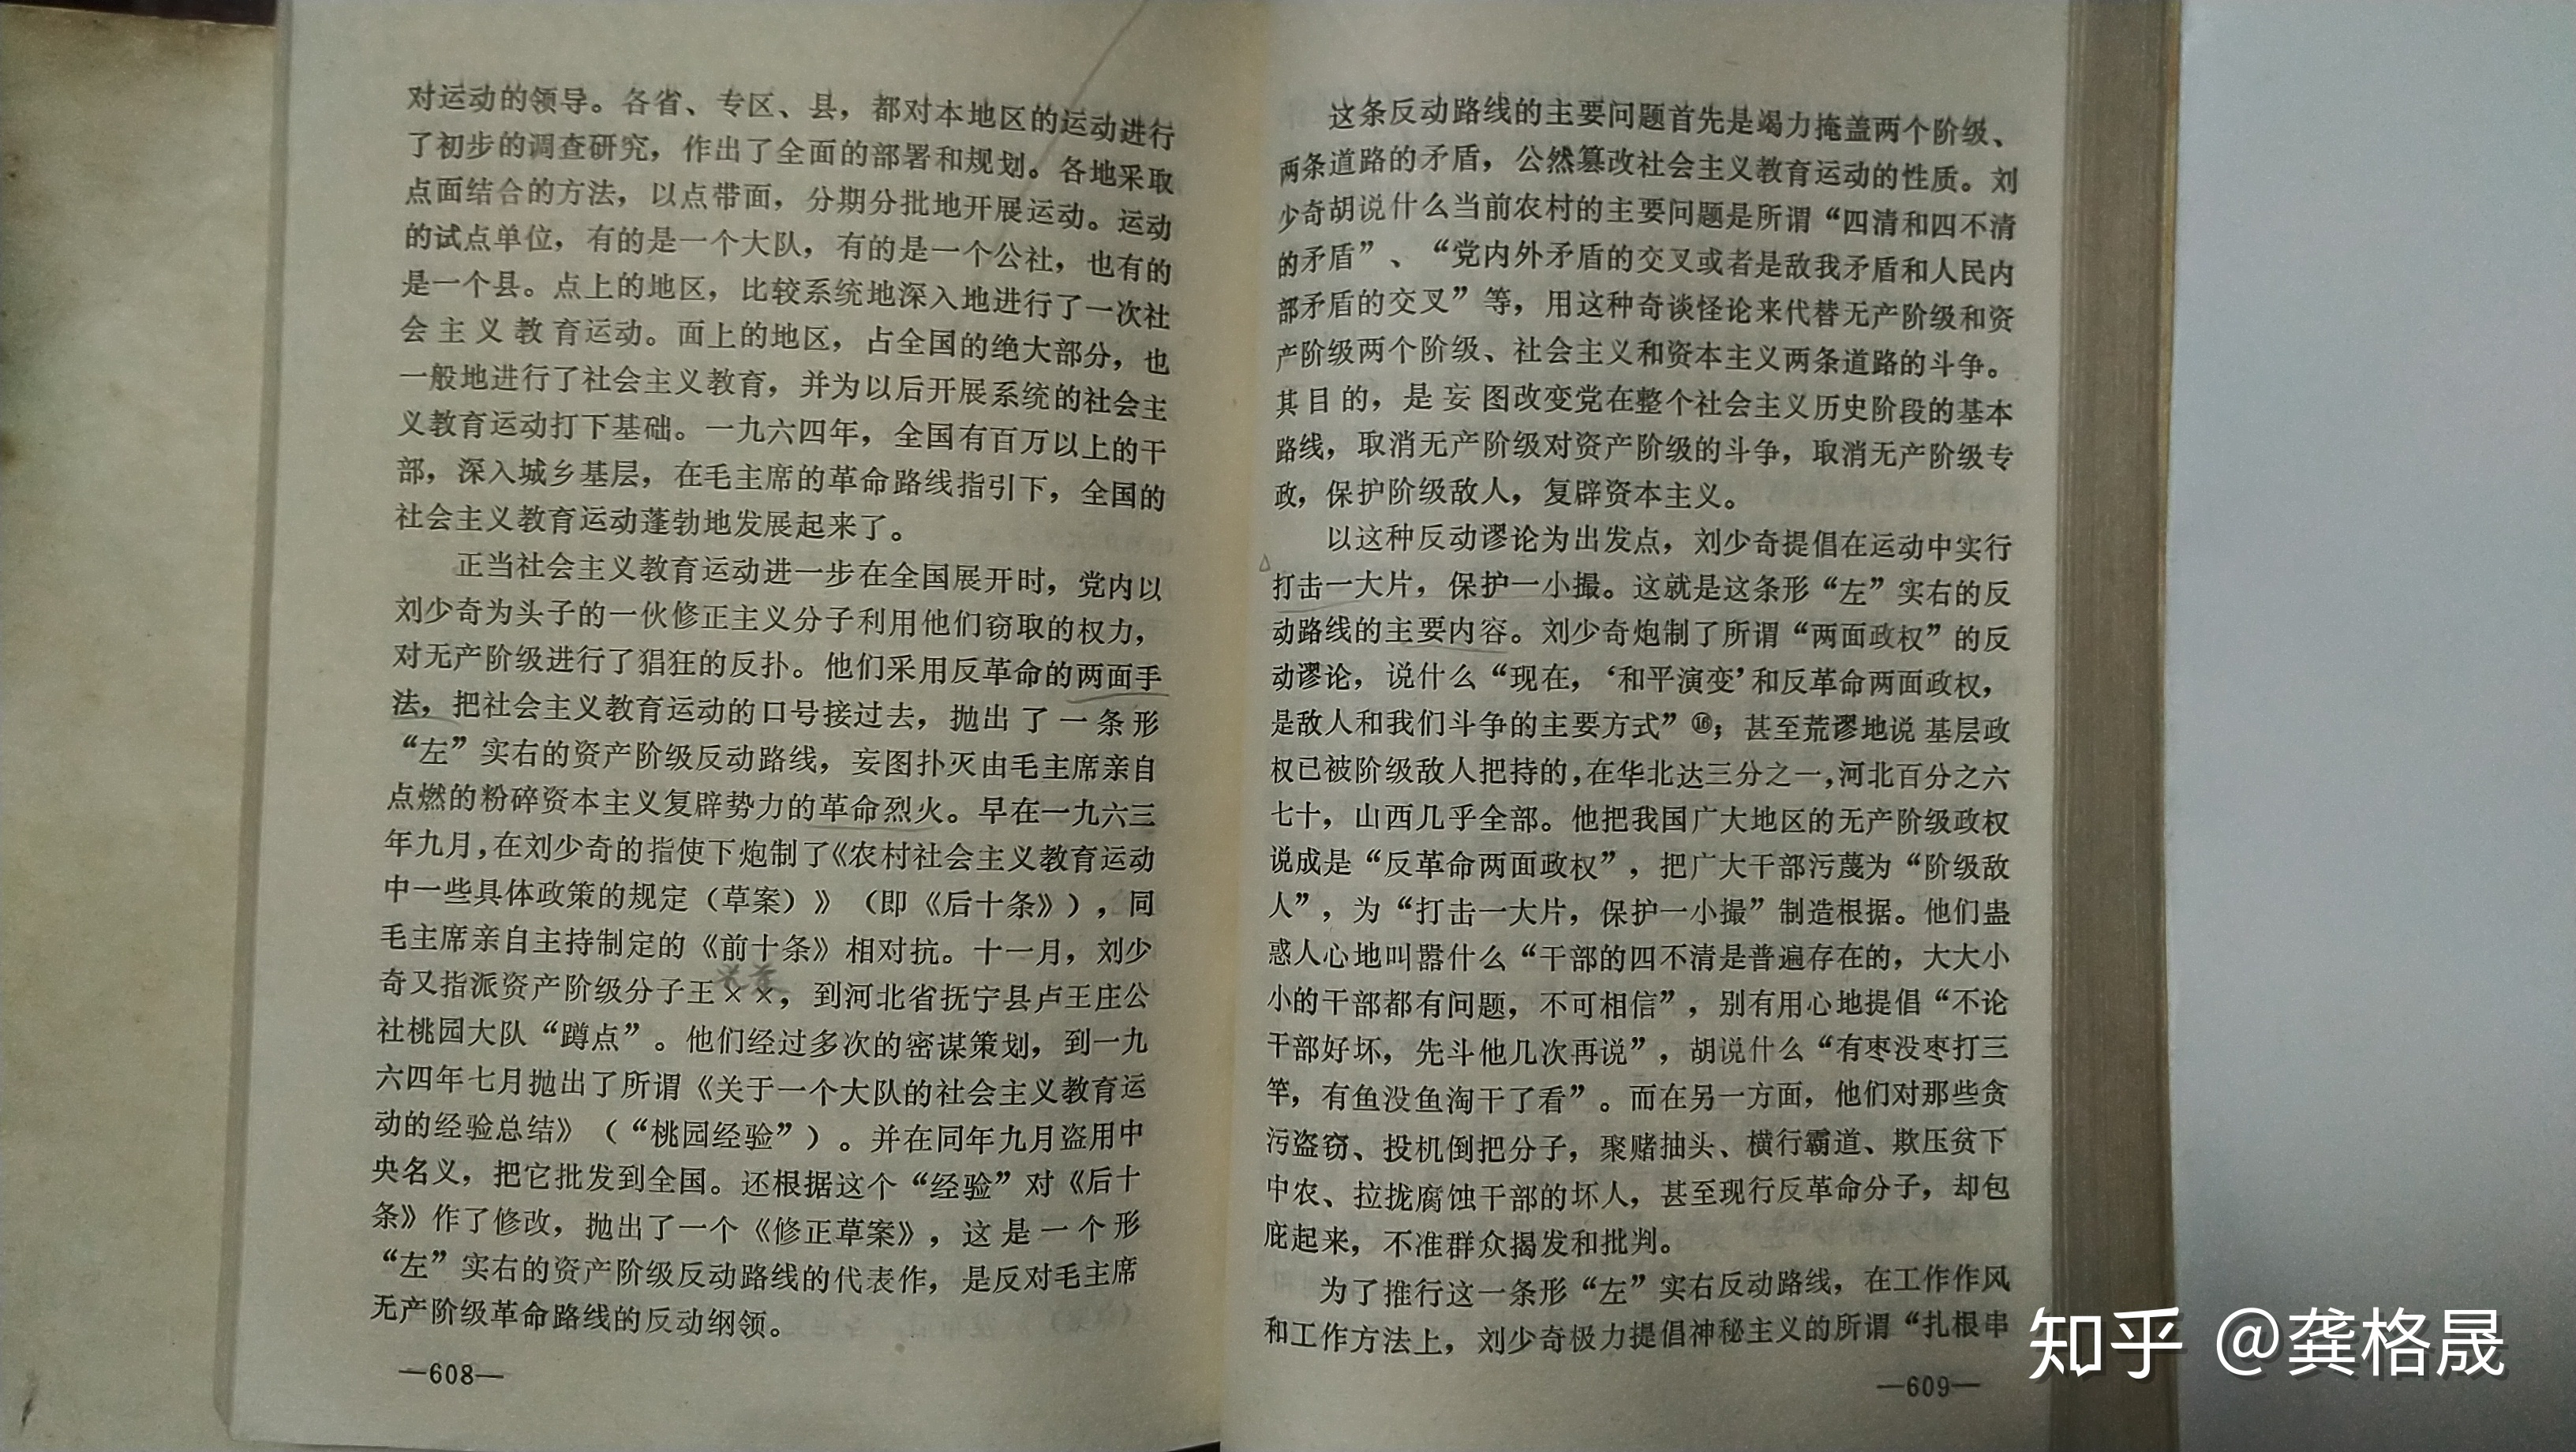 对运动的领导。各省、专区、县，都对本地区的运动进行
了初步的调查研究，作出了全面的部署和规划。各地采取
点面结合的方法，以点带面，分期分批地开展运动。运动
的试点单位，有的是一个大队，有的是一个公社，也有的
是一个县。点上的地区，比较系统地深入地进行了一次社
会主义教育运动。面上的地区，占全国的绝大部分，也
一般地进行了社会主义教育，并为以后开展系统的社会主
义教育运动打下基础。一九六四年，全国有百万以上的干
部，深入城乡基层，在毛主席的革命路线指引下，全国的
社会主义教育运动蓬勃地发展起来了。
正当社会主义教育运动进一步在全国展开时，党内以
刘少奇为头子的一伙修正主义分子利用他们窃取的权力，
对无产阶级进行了猖狂的反扑。他们采用反革命的两面手
法，把社会主义教育运动的口号接过去，抛出了一条形
“左”实右的资产阶级反动路线，妄图扑灭由毛主席亲自
点燃的粉碎资本主义复辟势力的革命烈火。早在一九六三
年九月，在刘少奇的指使下炮制了《农村社会主义教育运动
中一些具体政策的规定（草案）》（即《后十条》），同
毛主席亲自主持制定的《前十条》相对抗。十一月，刘少
奇又指派资产阶级分子王××，到河北省抚宁县卢王庄公
社桃园大队“蹲点”。他们经过多次的密谋策划，到一九
六四年七月抛出了所谓《关于一个大队的社会主义教育运
动的经验总结》（“桃园经验”）。并在同年九月盗用中
央名义，把它批发到全国。还根据这个“经验”对《后十
条》作了修改，抛出了一个《修正草案》，这是一个形
“左”实右的资产阶级反动路线的代表作，是反对毛主席
无产阶级革命路线的反动纲领。
—608—
这条反动路线的主要问题首先是竭力掩盖两个阶级、
两条道路的矛盾，公然篡改社会主义教育运动的性质。刘
少奇胡说什么当前农村的主要问题是所谓“四清和四不清
的矛盾”、“党内外矛盾的交叉或者是敌我矛盾和人民内
部矛盾的交叉”等，用这种奇谈怪论来代替无产阶级和资
产阶级两个阶级、社会主义和资本主义两条道路的斗争。
其目的，是妄图改变党在整个社会主义历史阶段的基本
路线，取消无产阶级对资产阶级的斗争，取消无产阶级专
政，保护阶级敌人，复辟资本主义。
以这种反动谬论为出发点，刘少奇提倡在运动中实行
打击一大片，保护一小撮。这就是这条形“左”实右的反
动路线的主要内容。刘少奇炮制了所谓“两面政权”的反
动谬论，说什么“现在，‘和平演变’和反革命两面政权，
是敌人和我们斗争的主要方式”⑯；甚至荒谬地说基层政
权已被阶级敌人把持的，在华北达三分之一，河北百分之六
七十，山西几乎全部。他把我国广大地区的无产阶级政权
说成是“反革命两面政权”，把广大干部污蔑为“阶级敌
人”，为“打击一大片，保护一小撮”制造根据。他们蛊
惑人心地叫嚣什么“干部的四不清是普遍存在的，大大小
小的干部都有问题，不可相信”，别有用心地提倡“不论
干部好坏，先斗他几次再说”，胡说什么“有枣没枣打三
竿，有鱼没鱼淘干了看”。而在另一方面，他们对那些贪
污盗窃、投机倒把分子，聚赌抽头、横行霸道、欺压贫下
中农、拉拢腐蚀干部的坏人，甚至现行反革命分子，却包
庇起来，不准群众揭发和批判。
为了推行这一条形“左”实右反动路线，在工作作风
和工作方法上，刘少奇极力提倡神秘主义的所谓“扎根串
—609—
知乎 @龚格晟